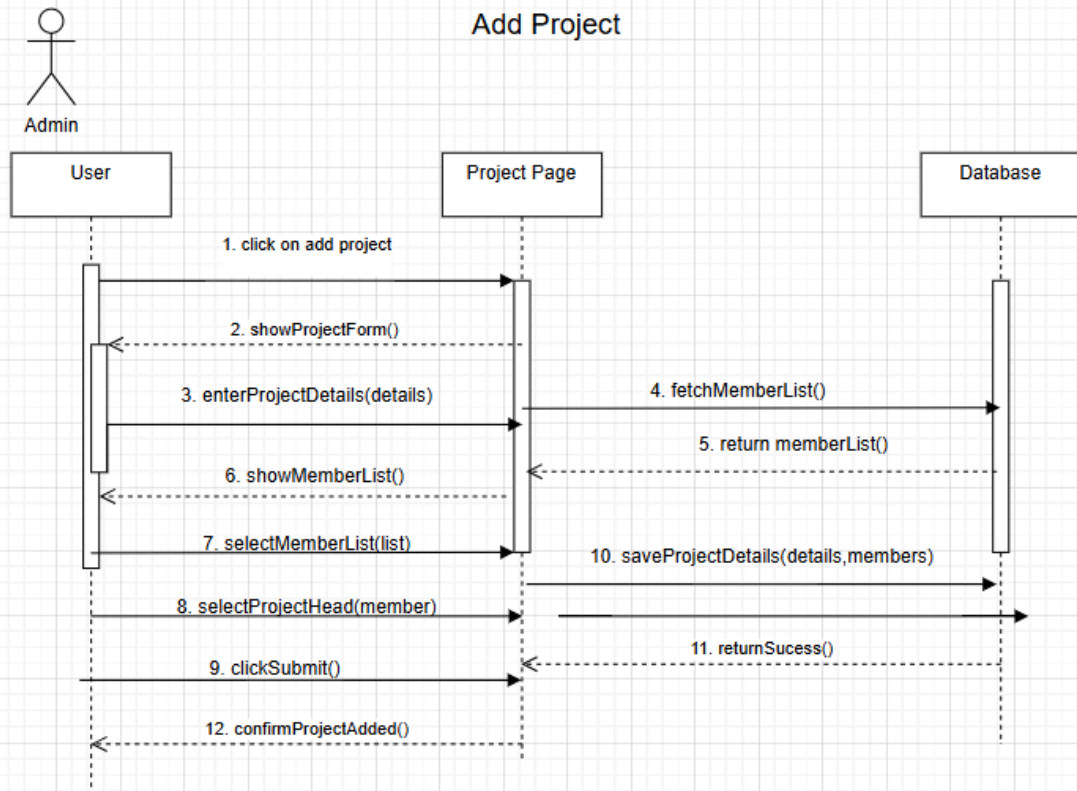 Add Project
Admin
User
Project Page
Database
1. click on add project
2. showProjectForm()
3. enterProjectDetails(details)
4. fetchMemberList()
5. return memberList()
6. showMemberList()
7. selectMemberList(list)
10. saveProjectDetails(details,members)
8. selectProjectHead(member)
11. returnSucess()
9. clickSubmit()
12. confirmProjectAdded()